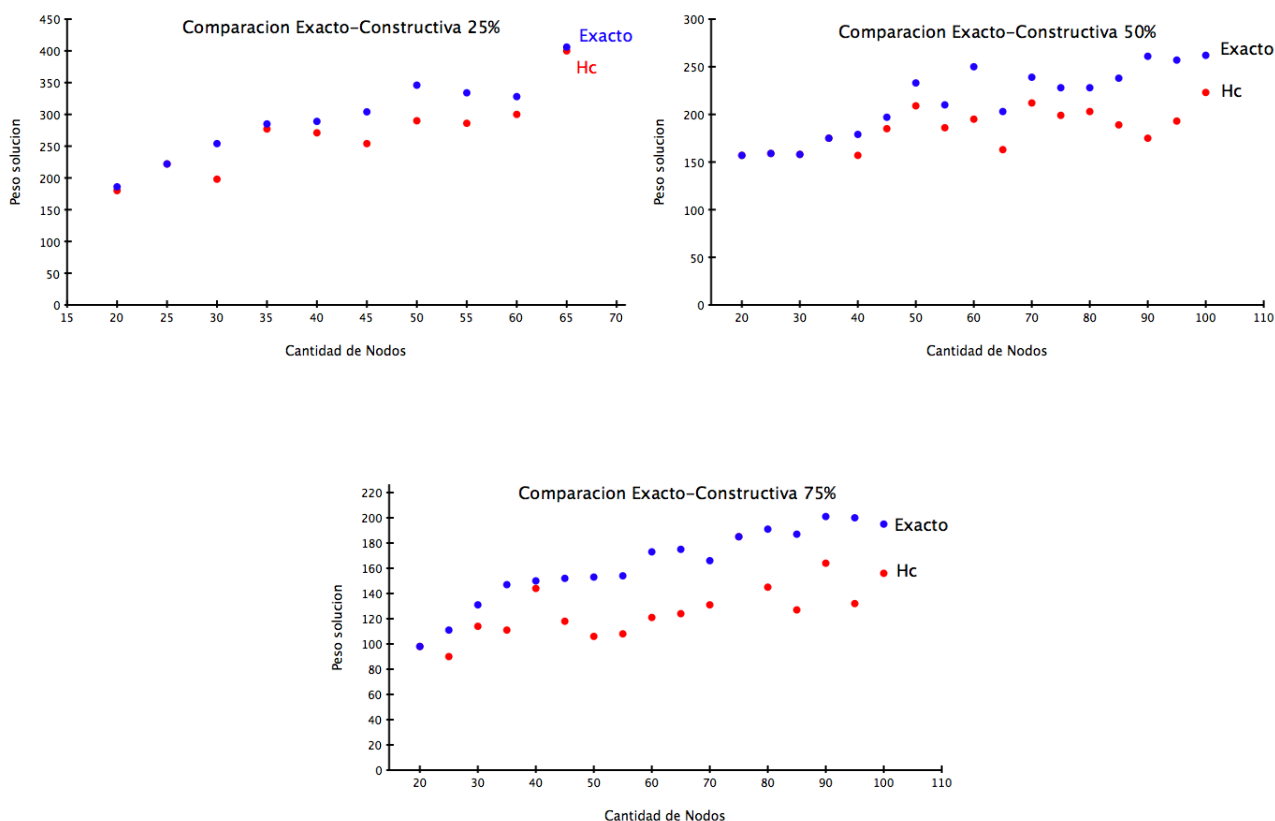 Comparacion Exacto-Constructiva 25%
Exacto
Hc
450
400
350
300
250
200
150
100
50
0
Peso solucion
15 20 25 30 35 40 45 50 55 60 65 70
Cantidad de Nodos
Comparacion Exacto-Constructiva 50%
Exacto
Hc
300
250
200
150
100
50
0
Peso solucion
20 30 40 50 60 70 80 90 100 110
Cantidad de Nodos
Comparacion Exacto-Constructiva 75%
Exacto
Hc
220
200
180
160
140
120
100
80
60
40
20
0
Peso solucion
20 30 40 50 60 70 80 90 100 110
Cantidad de Nodos